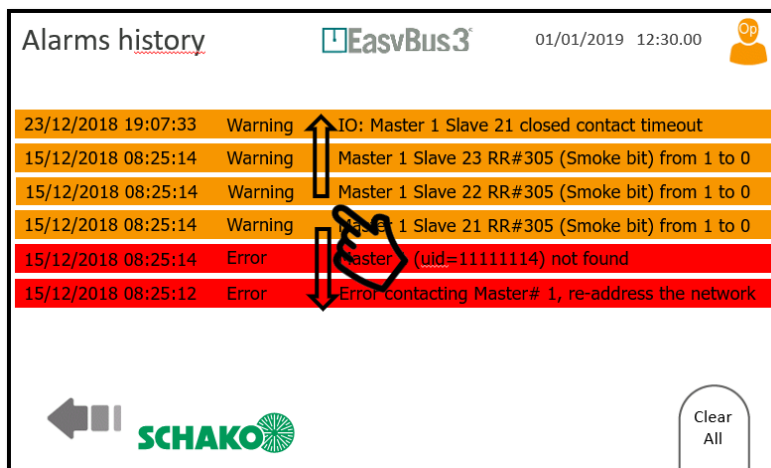 Alarms history
EasyBus3
01/01/2019 12:30.00
Op
23/12/2018 19:07:33 Warning IO: Master 1 Slave 21 closed contact timeout
15/12/2018 08:25:14 Warning Master 1 Slave 23 RR#305 (Smoke bit) from 1 to 0
15/12/2018 08:25:14 Warning Master 1 Slave 22 RR#305 (Smoke bit) from 1 to 0
15/12/2018 08:25:14 Warning Master 1 Slave 21 RR#305 (Smoke bit) from 1 to 0
15/12/2018 08:25:14 Error Master (uid=11111114) not found
15/12/2018 08:25:12 Error Error contacting Master# 1, re-address the network
SCHAKO
Clear
All